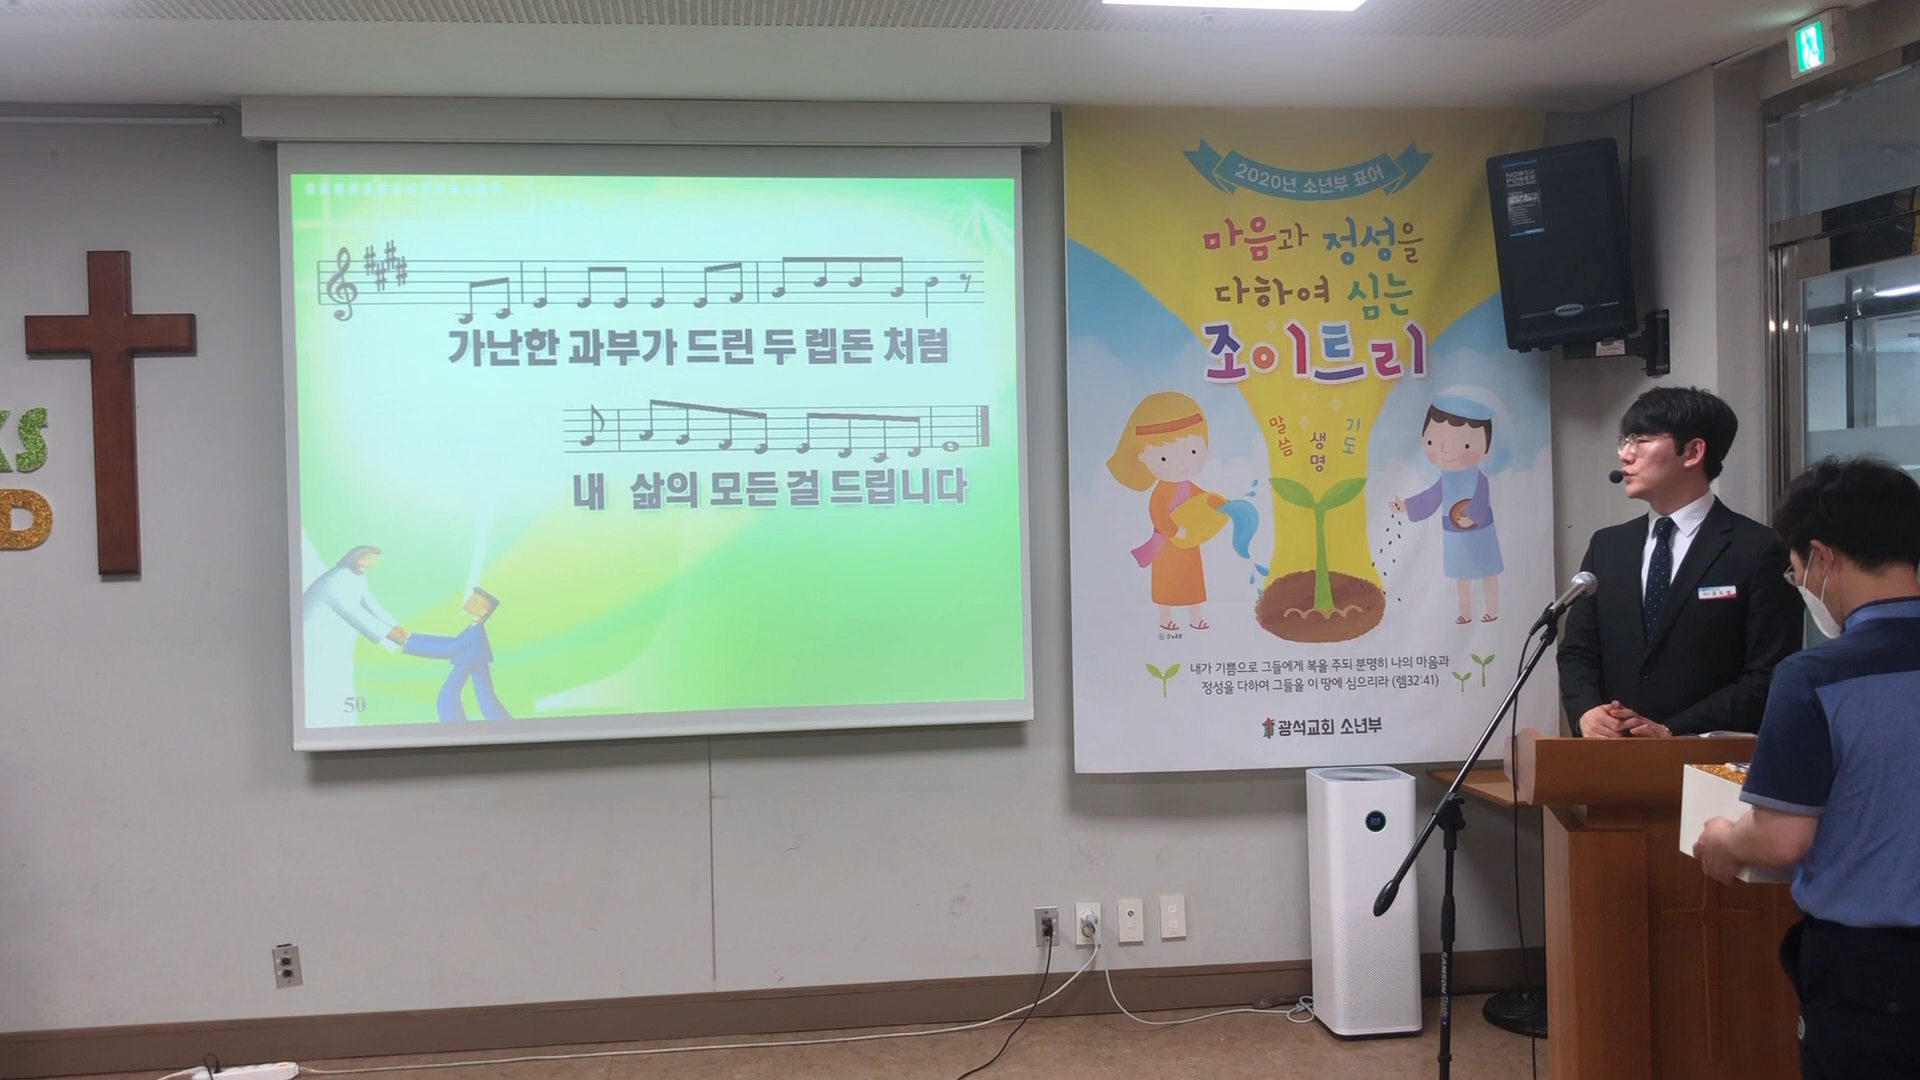 KS
D
가난한 과부가 드린 두 렙돈 처럼
내 삶의 모든 걸 드립니다
50
2020년 소년부 표어
마음과 정성을
다하여 심는
조이트리
말씀
생명
기도
내가 기쁨으로 그들에게 복을 주되 분명히 나의 마음과
정성을 다하여 그들을 이 땅에 심으리라 (렘32:41)
광석교회 소년부
NOW
POWER
SAMSON